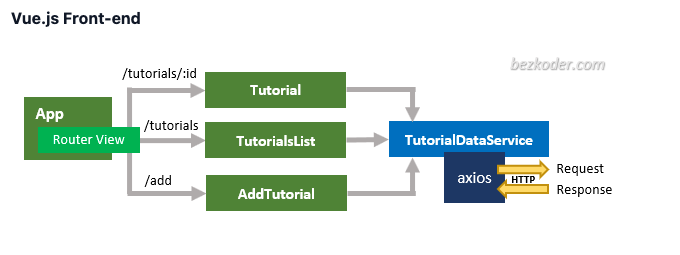 Vue.js Front-end
bezkoder.com
/tutorials/:id
Tutorial
App
Router View
/tutorials
TutorialsList
TutorialDataService
axios
Request
HTTP
Response
/add
AddTutorial